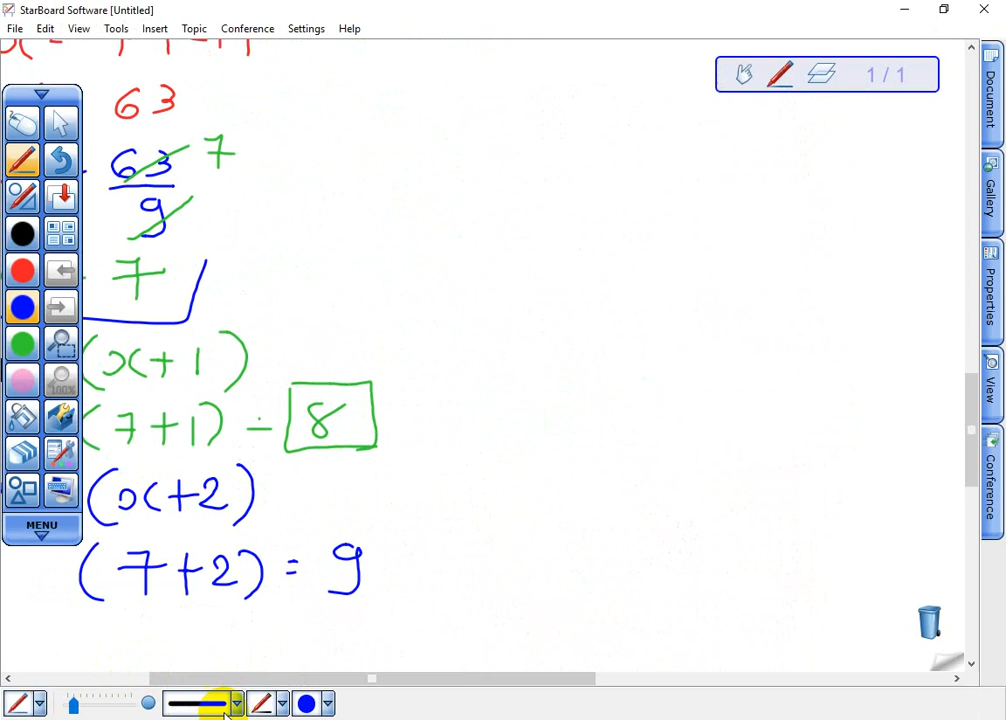 StarBoard Software [Untitled]
File Edit View Tools Insert Topic Conference Settings Help
1 / 1
63
63 7
9
7
(x+1)
(7+1) = 8
(x+2)
(7+2) = 9
100%
MENU
Document
Gallery
Properties
View
Conference